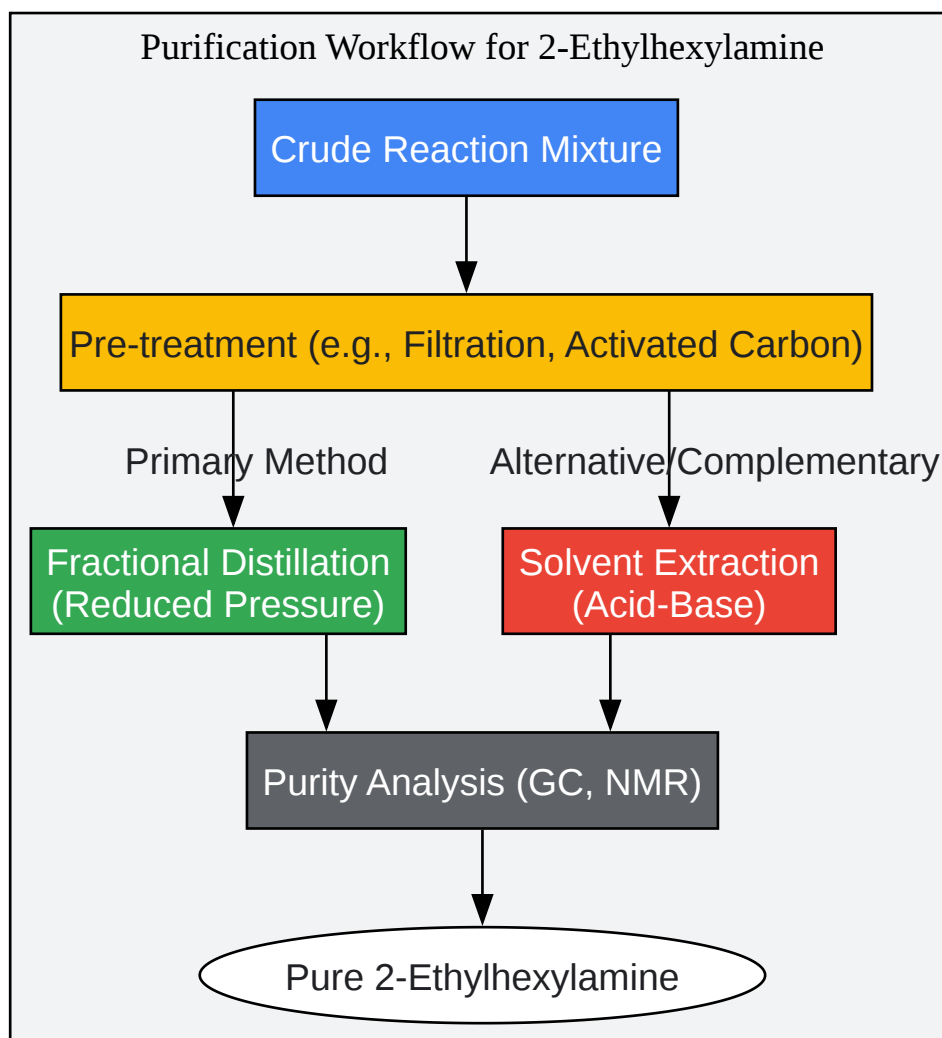 Purification Workflow for 2-Ethylhexylamine
Crude Reaction Mixture
Pre-treatment (e.g., Filtration, Activated Carbon)
Primary Method
Alternative/Complementary
Fractional Distillation
(Reduced Pressure)
Solvent Extraction
(Acid-Base)
Purity Analysis (GC, NMR)
Pure 2-Ethylhexylamine